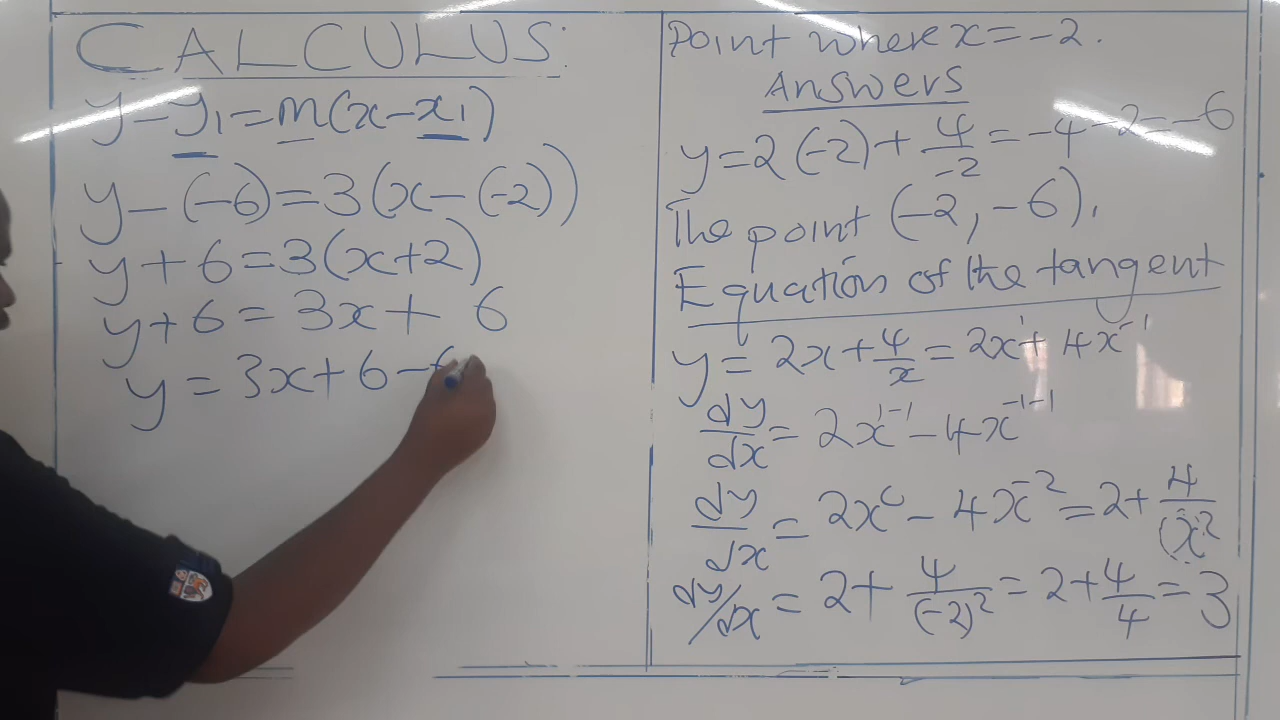 CALCULUS:
y - y₁ = m(x - x₁)
y - (-6) = 3(x - (-2))
y + 6 = 3(x+2)
y + 6 = 3x + 6
y = 3x + 6 - 6
Point where x = -2.
Answers
y = 2(-2) + 4/-2 = -4 - 2 = -6
The point (-2, -6).
Equation of the tangent
y = 2x + 4/x = 2x¹ + 4x⁻¹
dy/dx = 2x¹⁻¹ - 4x⁻¹⁻¹
dy/dx = 2x⁰ - 4x⁻² = 2 + 4/(x²
dy/dx = 2 + 4/(-2)² = 2 + 4/4 = 3